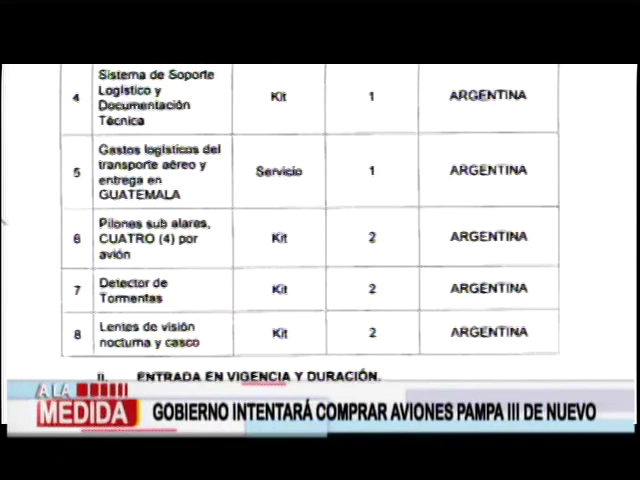 4 Sistema de Soporte Logístico y Documentación Técnica Kit 1 ARGENTINA
5 Gastos logísticos del transporte aéreo y entrega en GUATEMALA Servicio 1 ARGENTINA
6 Pilones sub alares, CUATRO (4) por avión Kit 2 ARGENTINA
7 Detector de Tormentas Kit 2 ARGENTINA
8 Lentes de visión nocturna y casco Kit 2 ARGENTINA
II. ENTRADA EN VIGENCIA Y DURACIÓN.
A LA
MEDIDA
GOBIERNO INTENTARÁ COMPRAR AVIONES PAMPA III DE NUEVO